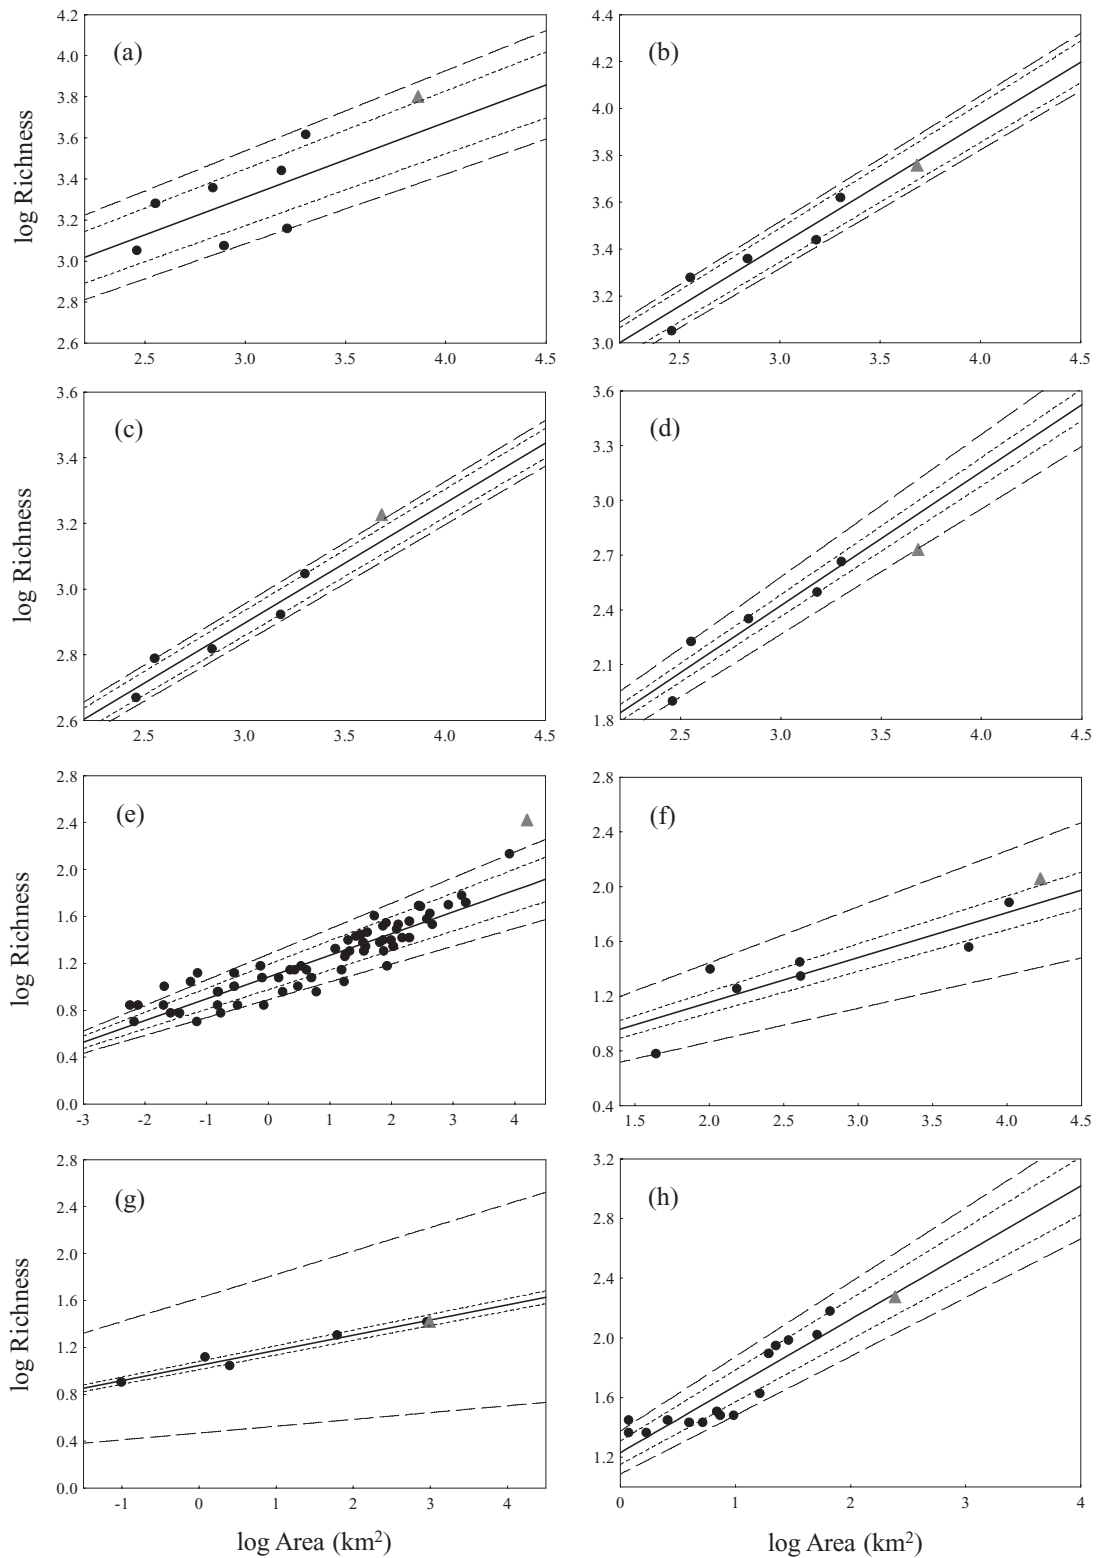 4.2
4.0
3.8
3.6
3.4
3.2
3.0
2.8
2.6
(a)
log Richness
2.5 3.0 3.5 4.0 4.5
4.4
4.2
4.0
3.8
3.6
3.4
3.2
3.0
(b)
2.5 3.0 3.5 4.0 4.5
3.6
3.4
3.2
3.0
2.8
2.6
(c)
log Richness
2.5 3.0 3.5 4.0 4.5
3.6
3.3
3.0
2.7
2.4
2.1
1.8
(d)
2.5 3.0 3.5 4.0 4.5
2.8
2.4
2.0
1.6
1.2
0.8
0.4
0.0
(e)
log Richness
-3 -2 -1 0 1 2 3 4
2.8
2.4
2.0
1.6
1.2
0.8
0.4
(f)
1.5 2.0 2.5 3.0 3.5 4.0 4.5
2.8
2.4
2.0
1.6
1.2
0.8
0.4
0.0
(g)
log Richness
-1 0 1 2 3 4
log Area (km²)
3.2
2.8
2.4
2.0
1.6
1.2
(h)
0 1 2 3 4
log Area (km²)